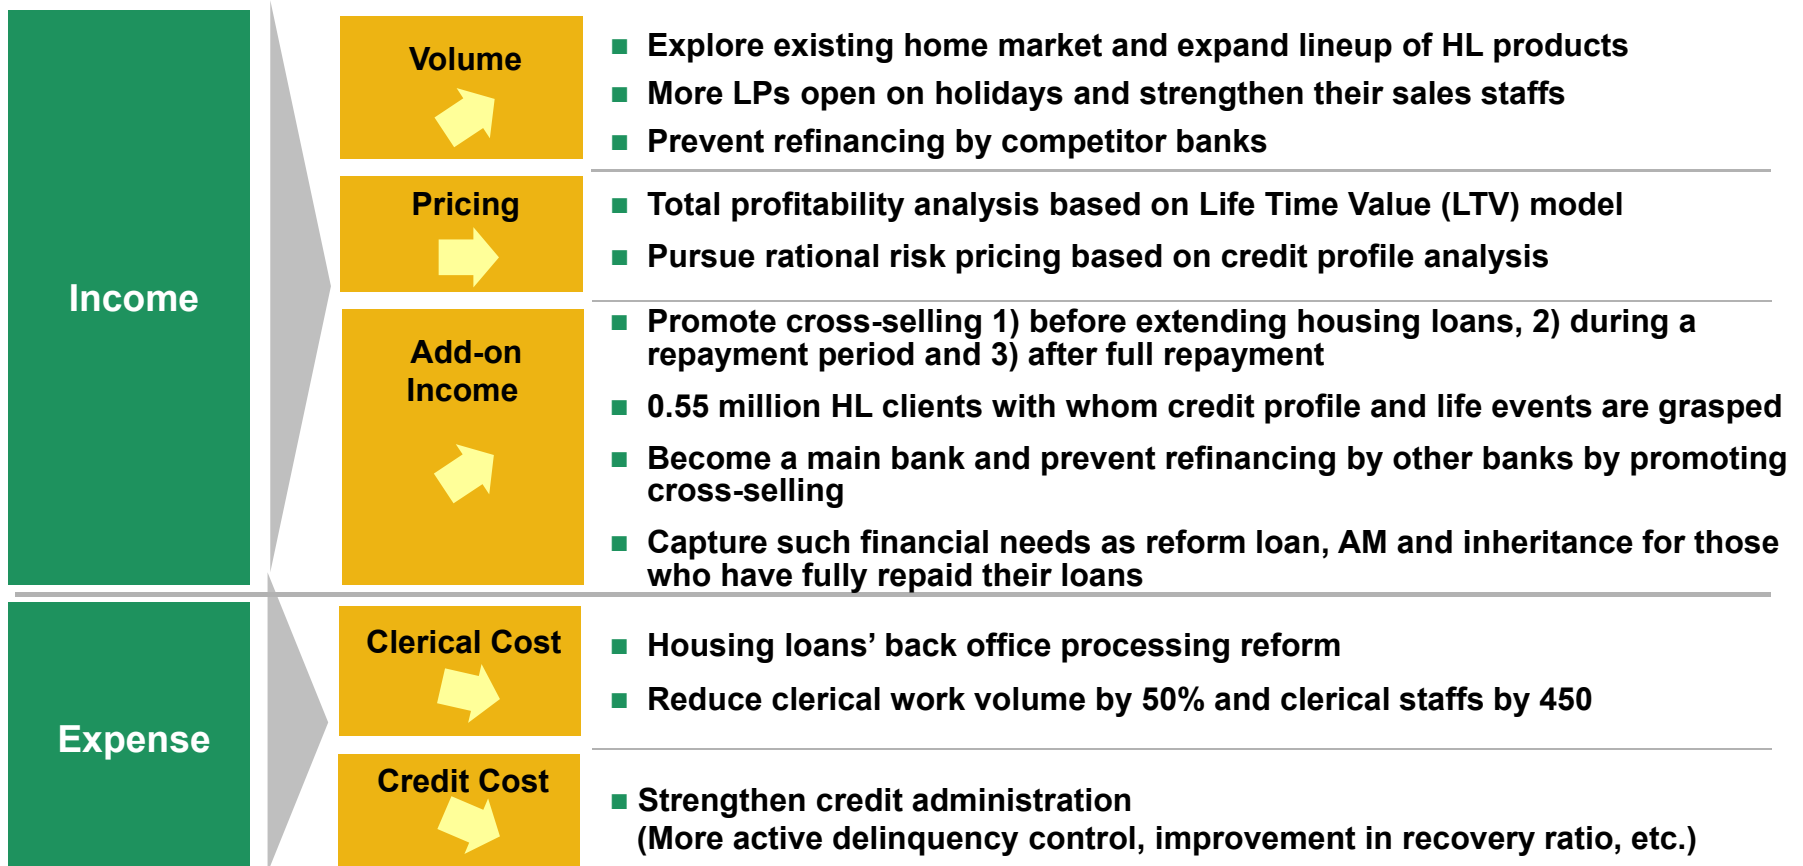 Income
Volume
■ Explore existing home market and expand lineup of HL products
■ More LPs open on holidays and strengthen their sales staffs
■ Prevent refinancing by competitor banks
Pricing
■ Total profitability analysis based on Life Time Value (LTV) model
■ Pursue rational risk pricing based on credit profile analysis
Add-on
Income
■ Promote cross-selling 1) before extending housing loans, 2) during a
repayment period and 3) after full repayment
■ 0.55 million HL clients with whom credit profile and life events are grasped
■ Become a main bank and prevent refinancing by other banks by promoting
cross-selling
■ Capture such financial needs as reform loan, AM and inheritance for those
who have fully repaid their loans
Expense
Clerical Cost
■ Housing loans’ back office processing reform
■ Reduce clerical work volume by 50% and clerical staffs by 450
Credit Cost
■ Strengthen credit administration
(More active delinquency control, improvement in recovery ratio, etc.)